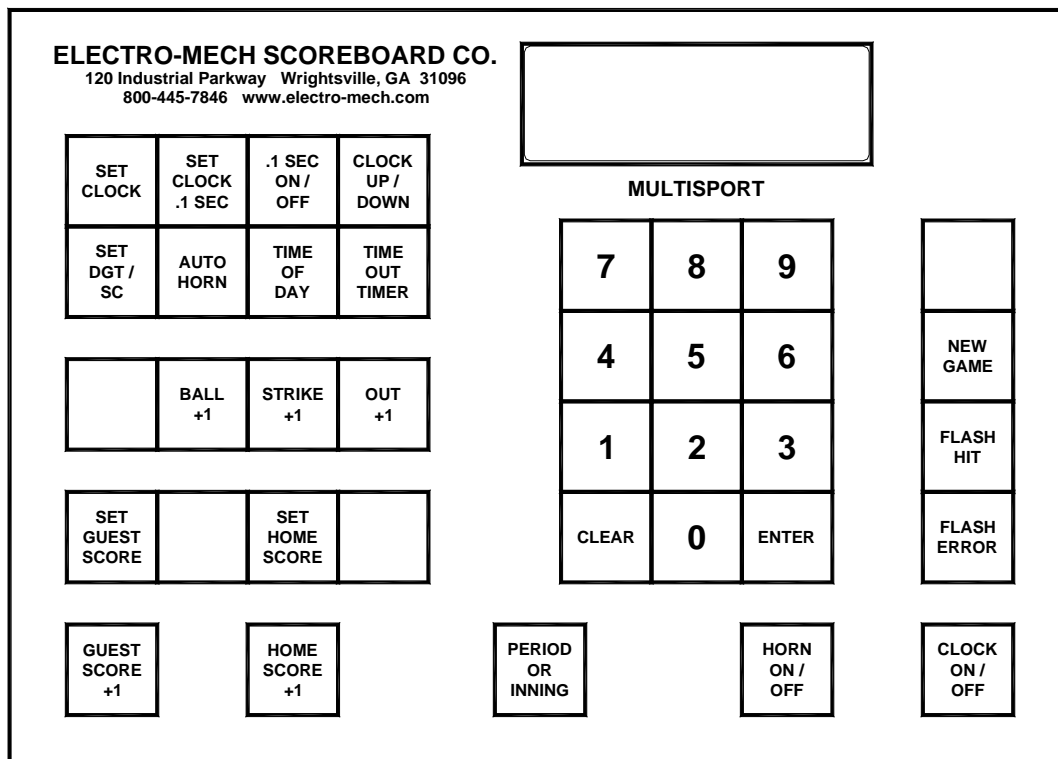 ELECTRO-MECH SCOREBOARD CO.
120 Industrial Parkway Wrightsville, GA 31096
800-445-7846 www.electro-mech.com
MULTISPORT
SET
CLOCK
SET
CLOCK
.1 SEC
.1 SEC
ON /
OFF
CLOCK
UP /
DOWN
SET
DGT /
SC
AUTO
HORN
TIME
OF
DAY
TIME
OUT
TIMER
7
8
9
4
5
6
NEW
GAME
BALL
+1
STRIKE
+1
OUT
+1
1
2
3
FLASH
HIT
SET
GUEST
SCORE
SET
HOME
SCORE
CLEAR
0
ENTER
FLASH
ERROR
GUEST
SCORE
+1
HOME
SCORE
+1
PERIOD
OR
INNING
HORN
ON /
OFF
CLOCK
ON /
OFF